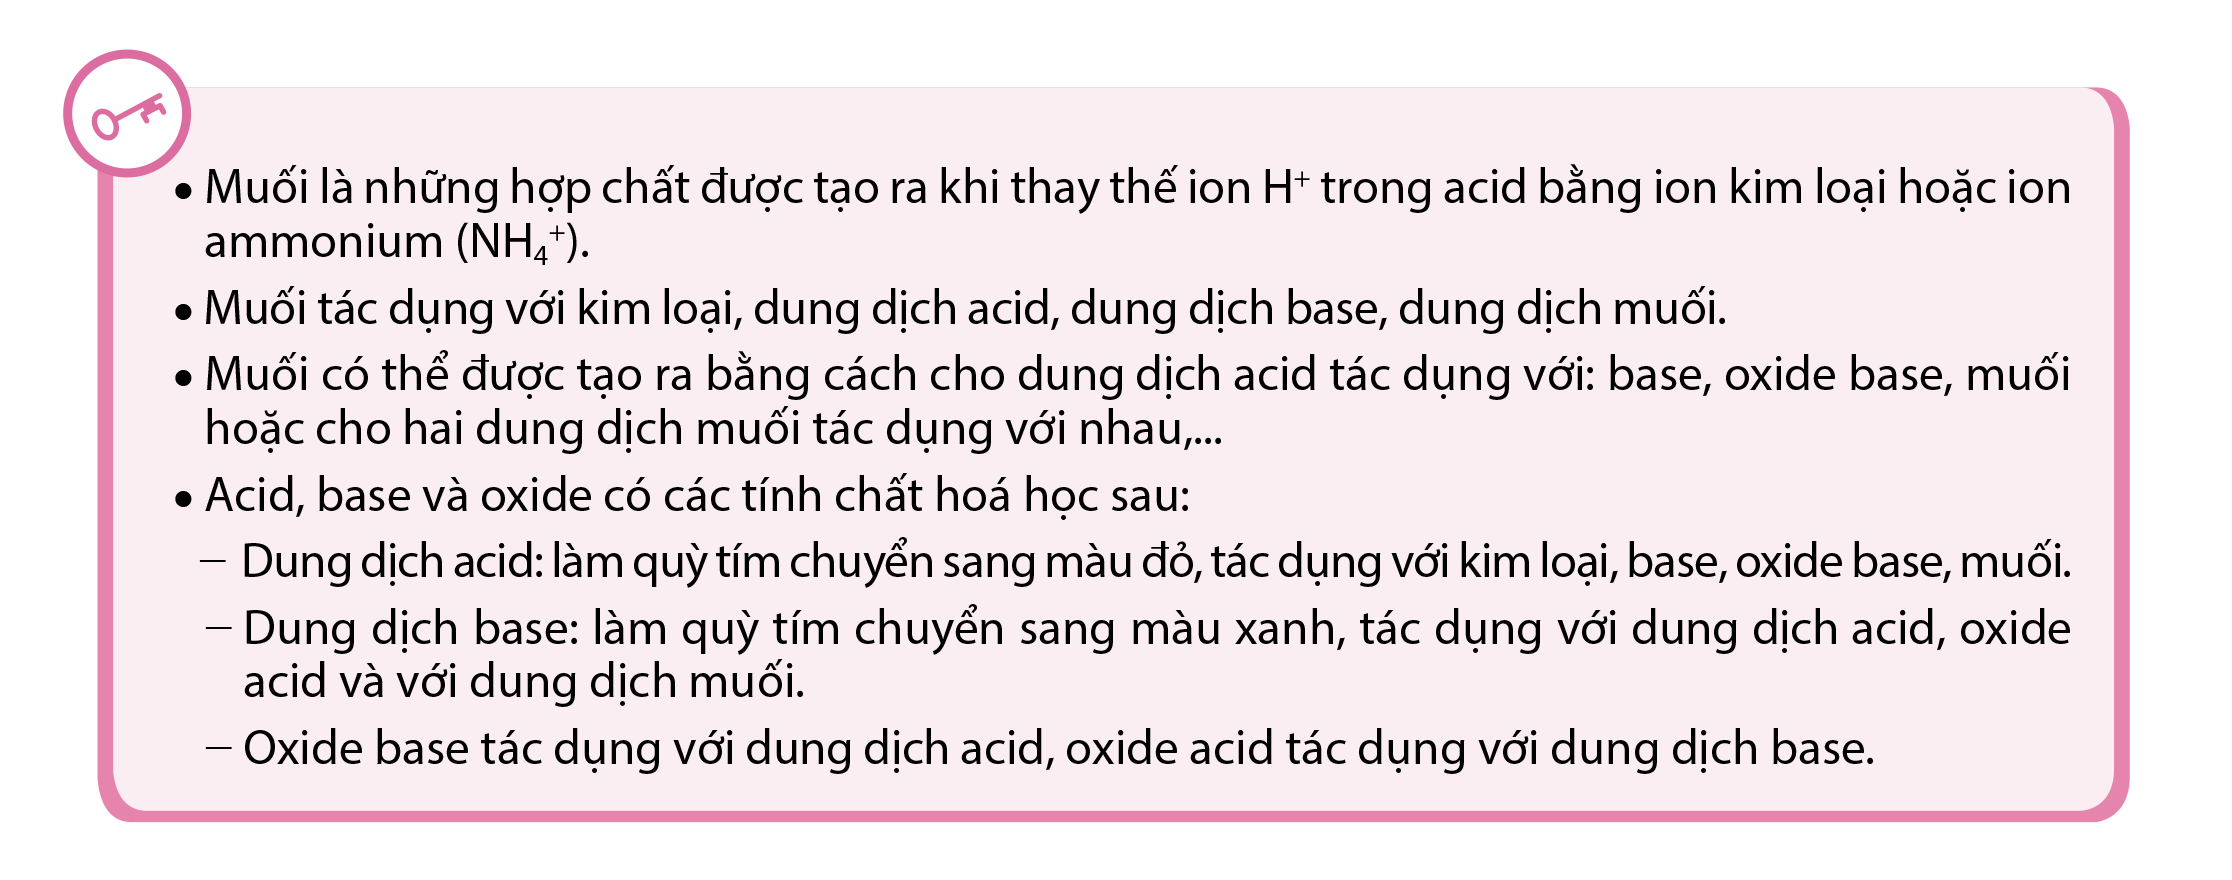 • Muối là những hợp chất được tạo ra khi thay thế ion H⁺ trong acid bằng ion kim loại hoặc ion
ammonium (NH₄⁺).
• Muối tác dụng với kim loại, dung dịch acid, dung dịch base, dung dịch muối.
• Muối có thể được tạo ra bằng cách cho dung dịch acid tác dụng với: base, oxide base, muối
hoặc cho hai dung dịch muối tác dụng với nhau,...
• Acid, base và oxide có các tính chất hoá học sau:
– Dung dịch acid: làm quỳ tím chuyển sang màu đỏ, tác dụng với kim loại, base, oxide base, muối.
– Dung dịch base: làm quỳ tím chuyển sang màu xanh, tác dụng với dung dịch acid, oxide
acid và với dung dịch muối.
– Oxide base tác dụng với dung dịch acid, oxide acid tác dụng với dung dịch base.